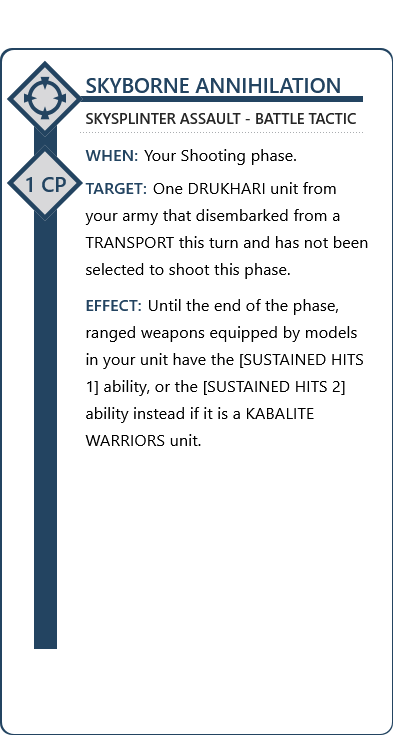 SKYBORNE ANNIHILATION
SKYSPLINTER ASSAULT - BATTLE TACTIC
WHEN: Your Shooting phase.
1 CP
TARGET: One DRUKHARI unit from
your army that disembarked from a
TRANSPORT this turn and has not been
selected to shoot this phase.
EFFECT: Until the end of the phase,
ranged weapons equipped by models
in your unit have the [SUSTAINED HITS
1] ability, or the [SUSTAINED HITS 2]
ability instead if it is a KABALITE
WARRIORS unit.